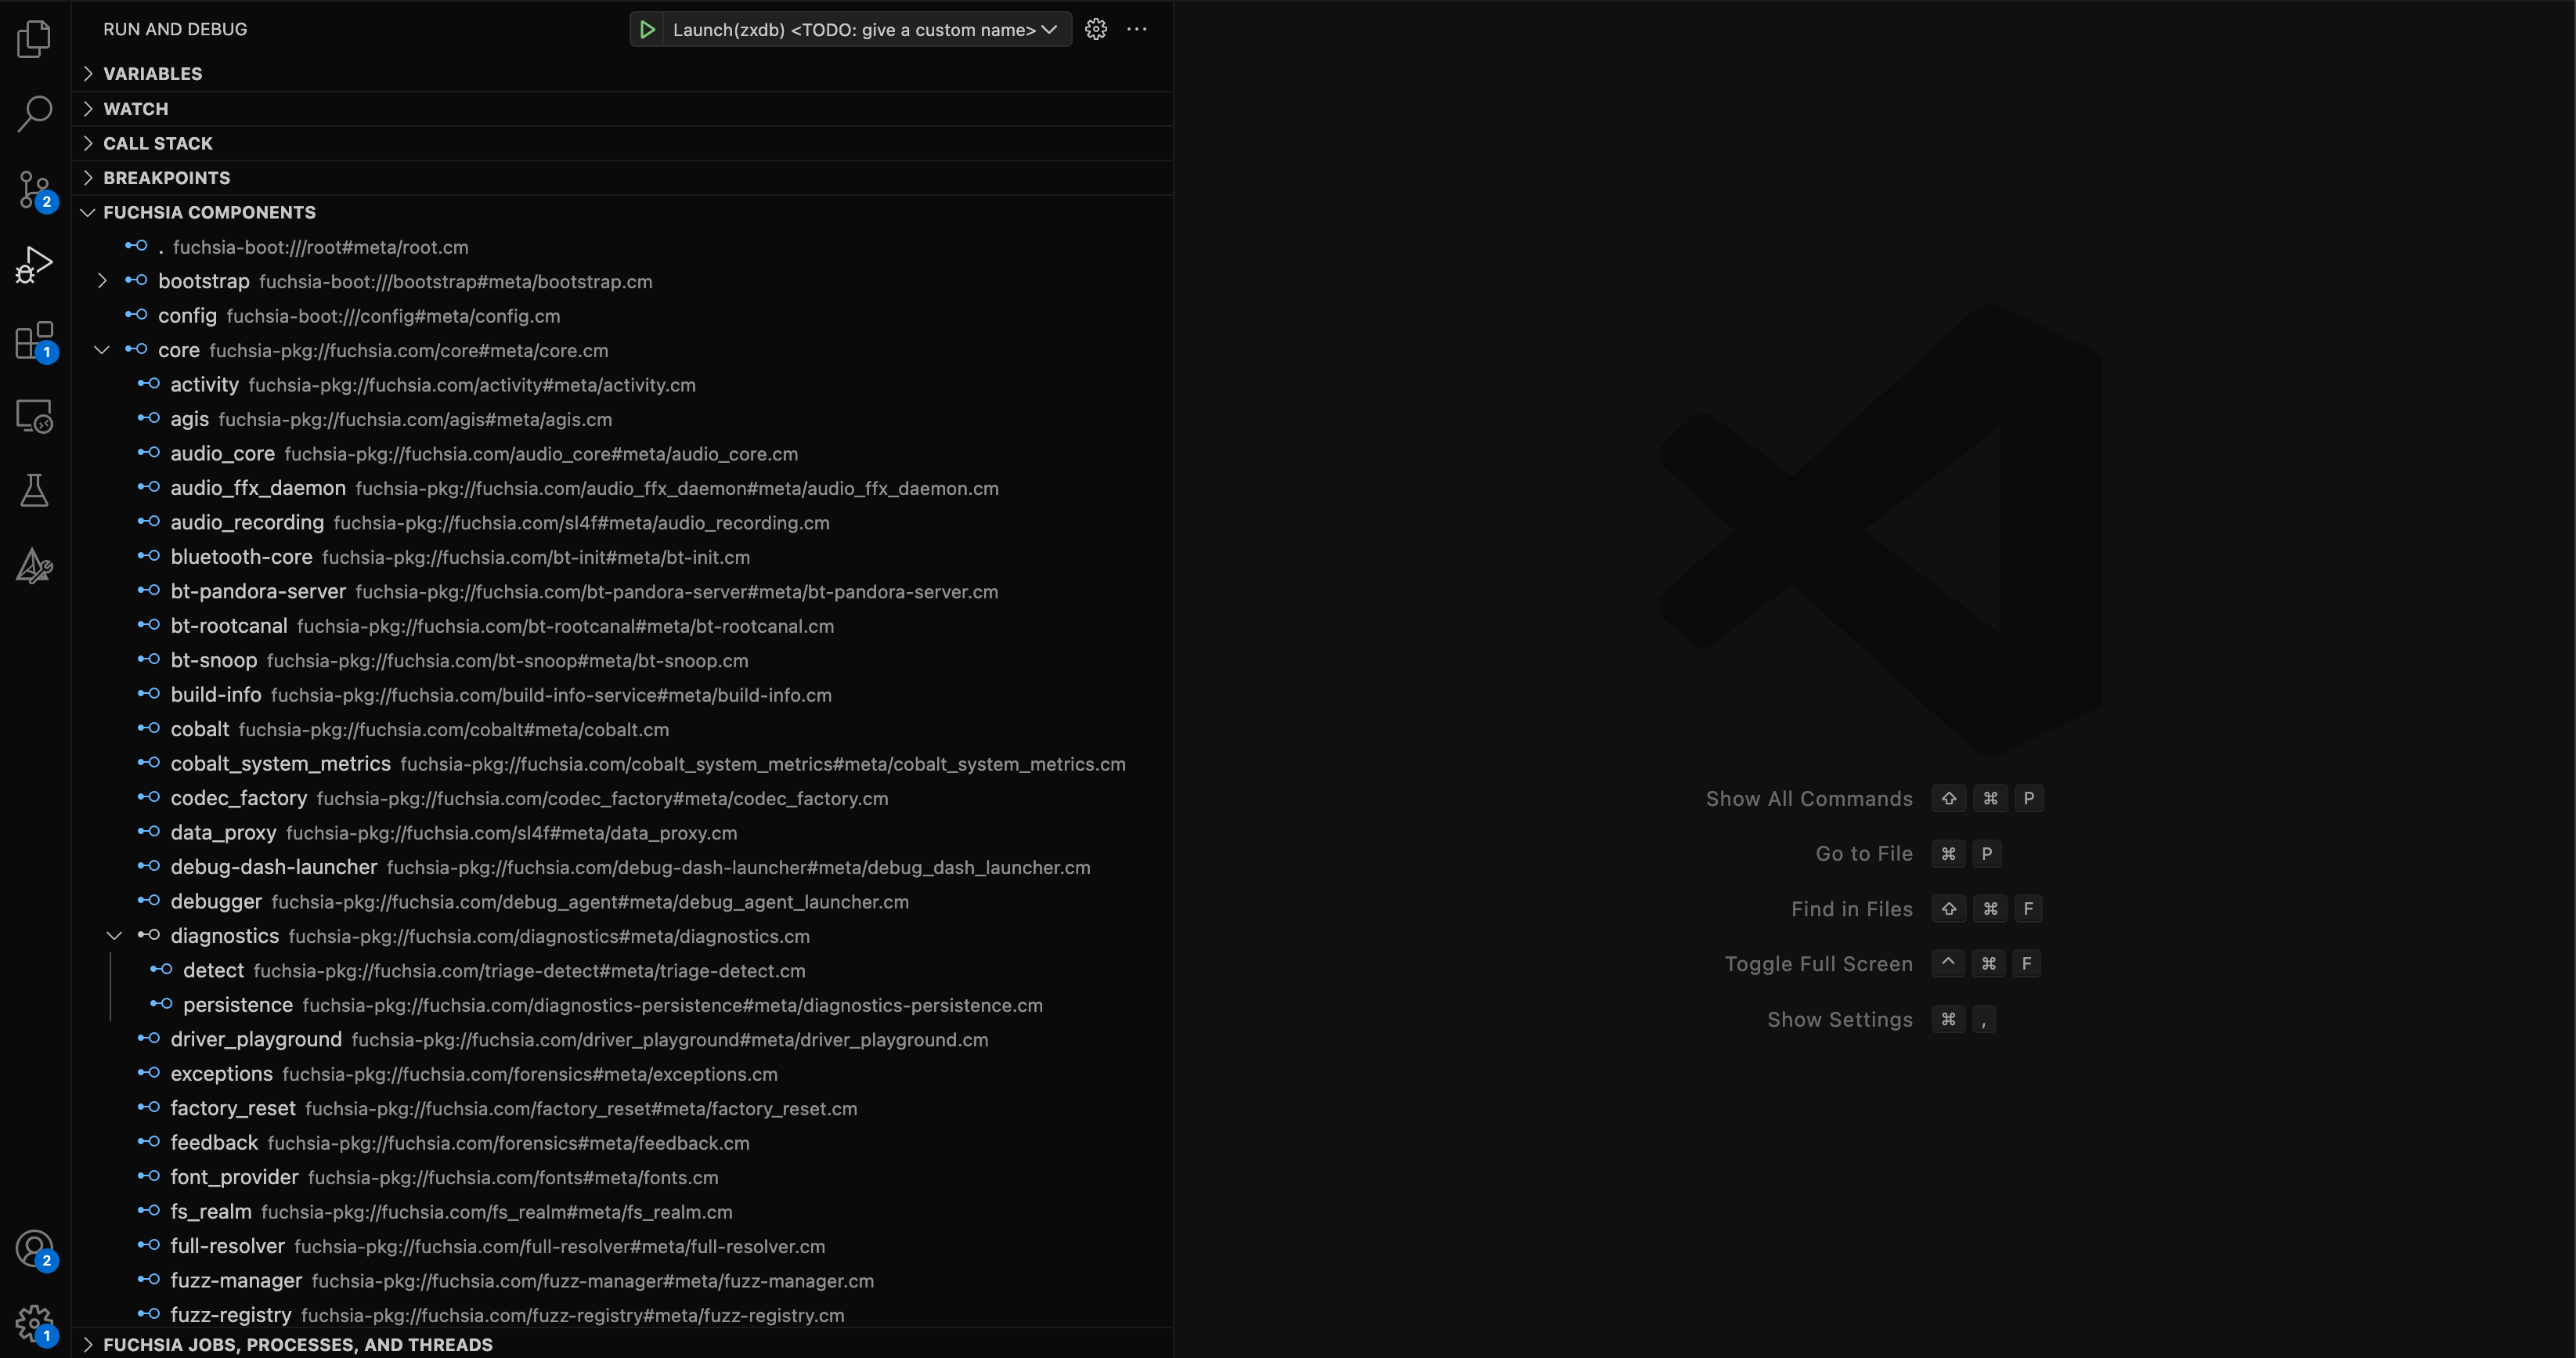 RUN AND DEBUG
Launch(zxdb) <TODO: give a custom name>
VARIABLES
WATCH
CALL STACK
BREAKPOINTS
FUCHSIA COMPONENTS
. fuchsia-boot:///root#meta/root.cm
bootstrap fuchsia-boot:///bootstrap#meta/bootstrap.cm
config fuchsia-boot:///config#meta/config.cm
core fuchsia-pkg://fuchsia.com/core#meta/core.cm
activity fuchsia-pkg://fuchsia.com/activity#meta/activity.cm
agis fuchsia-pkg://fuchsia.com/agis#meta/agis.cm
audio_core fuchsia-pkg://fuchsia.com/audio_core#meta/audio_core.cm
audio_ffx_daemon fuchsia-pkg://fuchsia.com/audio_ffx_daemon#meta/audio_ffx_daemon.cm
audio_recording fuchsia-pkg://fuchsia.com/sl4f#meta/audio_recording.cm
bluetooth-core fuchsia-pkg://fuchsia.com/bt-init#meta/bt-init.cm
bt-pandora-server fuchsia-pkg://fuchsia.com/bt-pandora-server#meta/bt-pandora-server.cm
bt-rootcanal fuchsia-pkg://fuchsia.com/bt-rootcanal#meta/bt-rootcanal.cm
bt-snoop fuchsia-pkg://fuchsia.com/bt-snoop#meta/bt-snoop.cm
build-info fuchsia-pkg://fuchsia.com/build-info-service#meta/build-info.cm
cobalt fuchsia-pkg://fuchsia.com/cobalt#meta/cobalt.cm
cobalt_system_metrics fuchsia-pkg://fuchsia.com/cobalt_system_metrics#meta/cobalt_system_metrics.cm
codec_factory fuchsia-pkg://fuchsia.com/codec_factory#meta/codec_factory.cm
data_proxy fuchsia-pkg://fuchsia.com/sl4f#meta/data_proxy.cm
debug-dash-launcher fuchsia-pkg://fuchsia.com/debug-dash-launcher#meta/debug_dash_launcher.cm
debugger fuchsia-pkg://fuchsia.com/debug_agent#meta/debug_agent_launcher.cm
diagnostics fuchsia-pkg://fuchsia.com/diagnostics#meta/diagnostics.cm
detect fuchsia-pkg://fuchsia.com/triage-detect#meta/triage-detect.cm
persistence fuchsia-pkg://fuchsia.com/diagnostics-persistence#meta/diagnostics-persistence.cm
driver_playground fuchsia-pkg://fuchsia.com/driver_playground#meta/driver_playground.cm
exceptions fuchsia-pkg://fuchsia.com/forensics#meta/exceptions.cm
factory_reset fuchsia-pkg://fuchsia.com/factory_reset#meta/factory_reset.cm
feedback fuchsia-pkg://fuchsia.com/forensics#meta/feedback.cm
font_provider fuchsia-pkg://fuchsia.com/fonts#meta/fonts.cm
fs_realm fuchsia-pkg://fuchsia.com/fs_realm#meta/fs_realm.cm
full-resolver fuchsia-pkg://fuchsia.com/full-resolver#meta/full-resolver.cm
fuzz-manager fuchsia-pkg://fuchsia.com/fuzz-manager#meta/fuzz-manager.cm
fuzz-registry fuchsia-pkg://fuchsia.com/fuzz-registry#meta/fuzz-registry.cm
FUCHSIA JOBS, PROCESSES, AND THREADS
2
1
2
1
Show All Commands ⇧ ⌘ P
Go to File ⌘ P
Find in Files ⇧ ⌘ F
Toggle Full Screen ^ ⌘ F
Show Settings ⌘ ,